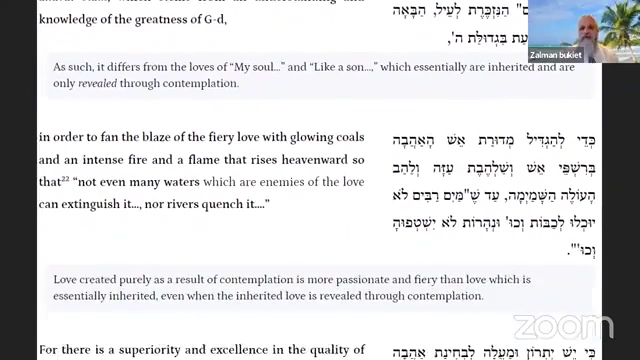 knowledge of the greatness of G-d,
ים" הַנִּזְכֶּרֶת לְעֵיל, הַבָּאָה
עַת בִּגְדוּלַּת ה',
Zalman bukiet
As such, it differs from the loves of “My soul...” and “Like a son...,” which essentially are inherited and are
only revealed through contemplation.
in order to fan the blaze of the fiery love with glowing coals
and an intense fire and a flame that rises heavenward so
that²² “not even many waters which are enemies of the love
can extinguish it..., nor rivers quench it....”
כְּדֵי לְהַגְדִּיל מְדוּרַת אֵשׁ הָאַהֲבָה
בְּרִשְׁפֵּי אֵשׁ וְשַׁלְהֶבֶת עַזָּה וְלַהַב
הָעוֹלֶה הַשָּׁמַיְמָה, עַד שֶׁ"מַּיִם רַבִּים לֹא
יוּכְלוּ לְכַבּוֹת וְכוּ' וּנְהָרוֹת לֹא יִשְׁטְפוּהָ
וְכוּ'".
Love created purely as a result of contemplation is more passionate and fiery than love which is
essentially inherited, even when the inherited love is revealed through contemplation.
For there is a superiority and excellence in the quality of
כִּי יֵשׁ יִתְרוֹן וּמַעֲלָה לִבְחִינַת אַהֲבָה
zoom